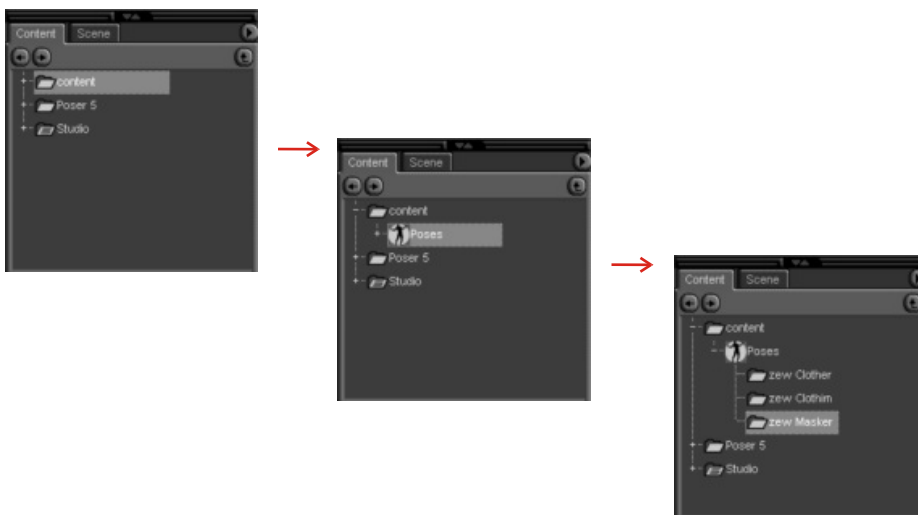 Content Scene
content
Poser 5
Studio
Content Scene
content
Poses
Poser 5
Studio
Content Scene
content
Poses
zew Clother
zew Clothim
zew Masker
Poser 5
Studio